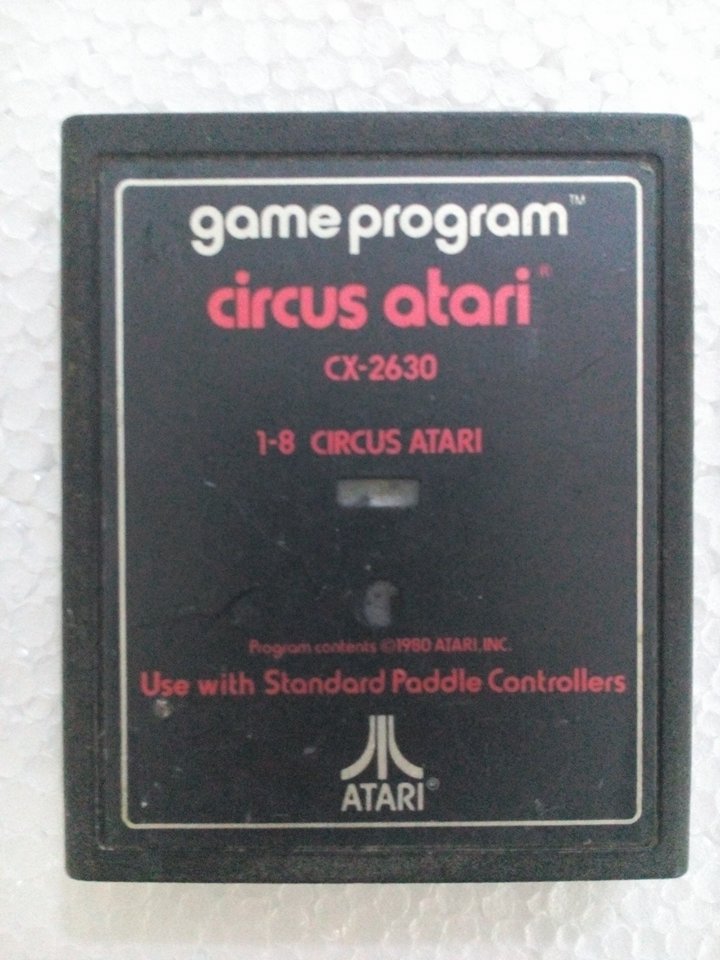 game program™
circus atari®
CX-2630
1-8 CIRCUS ATARI
Program contents ©1980 ATARI, INC.
Use with Standard Paddle Controllers
ATARI®